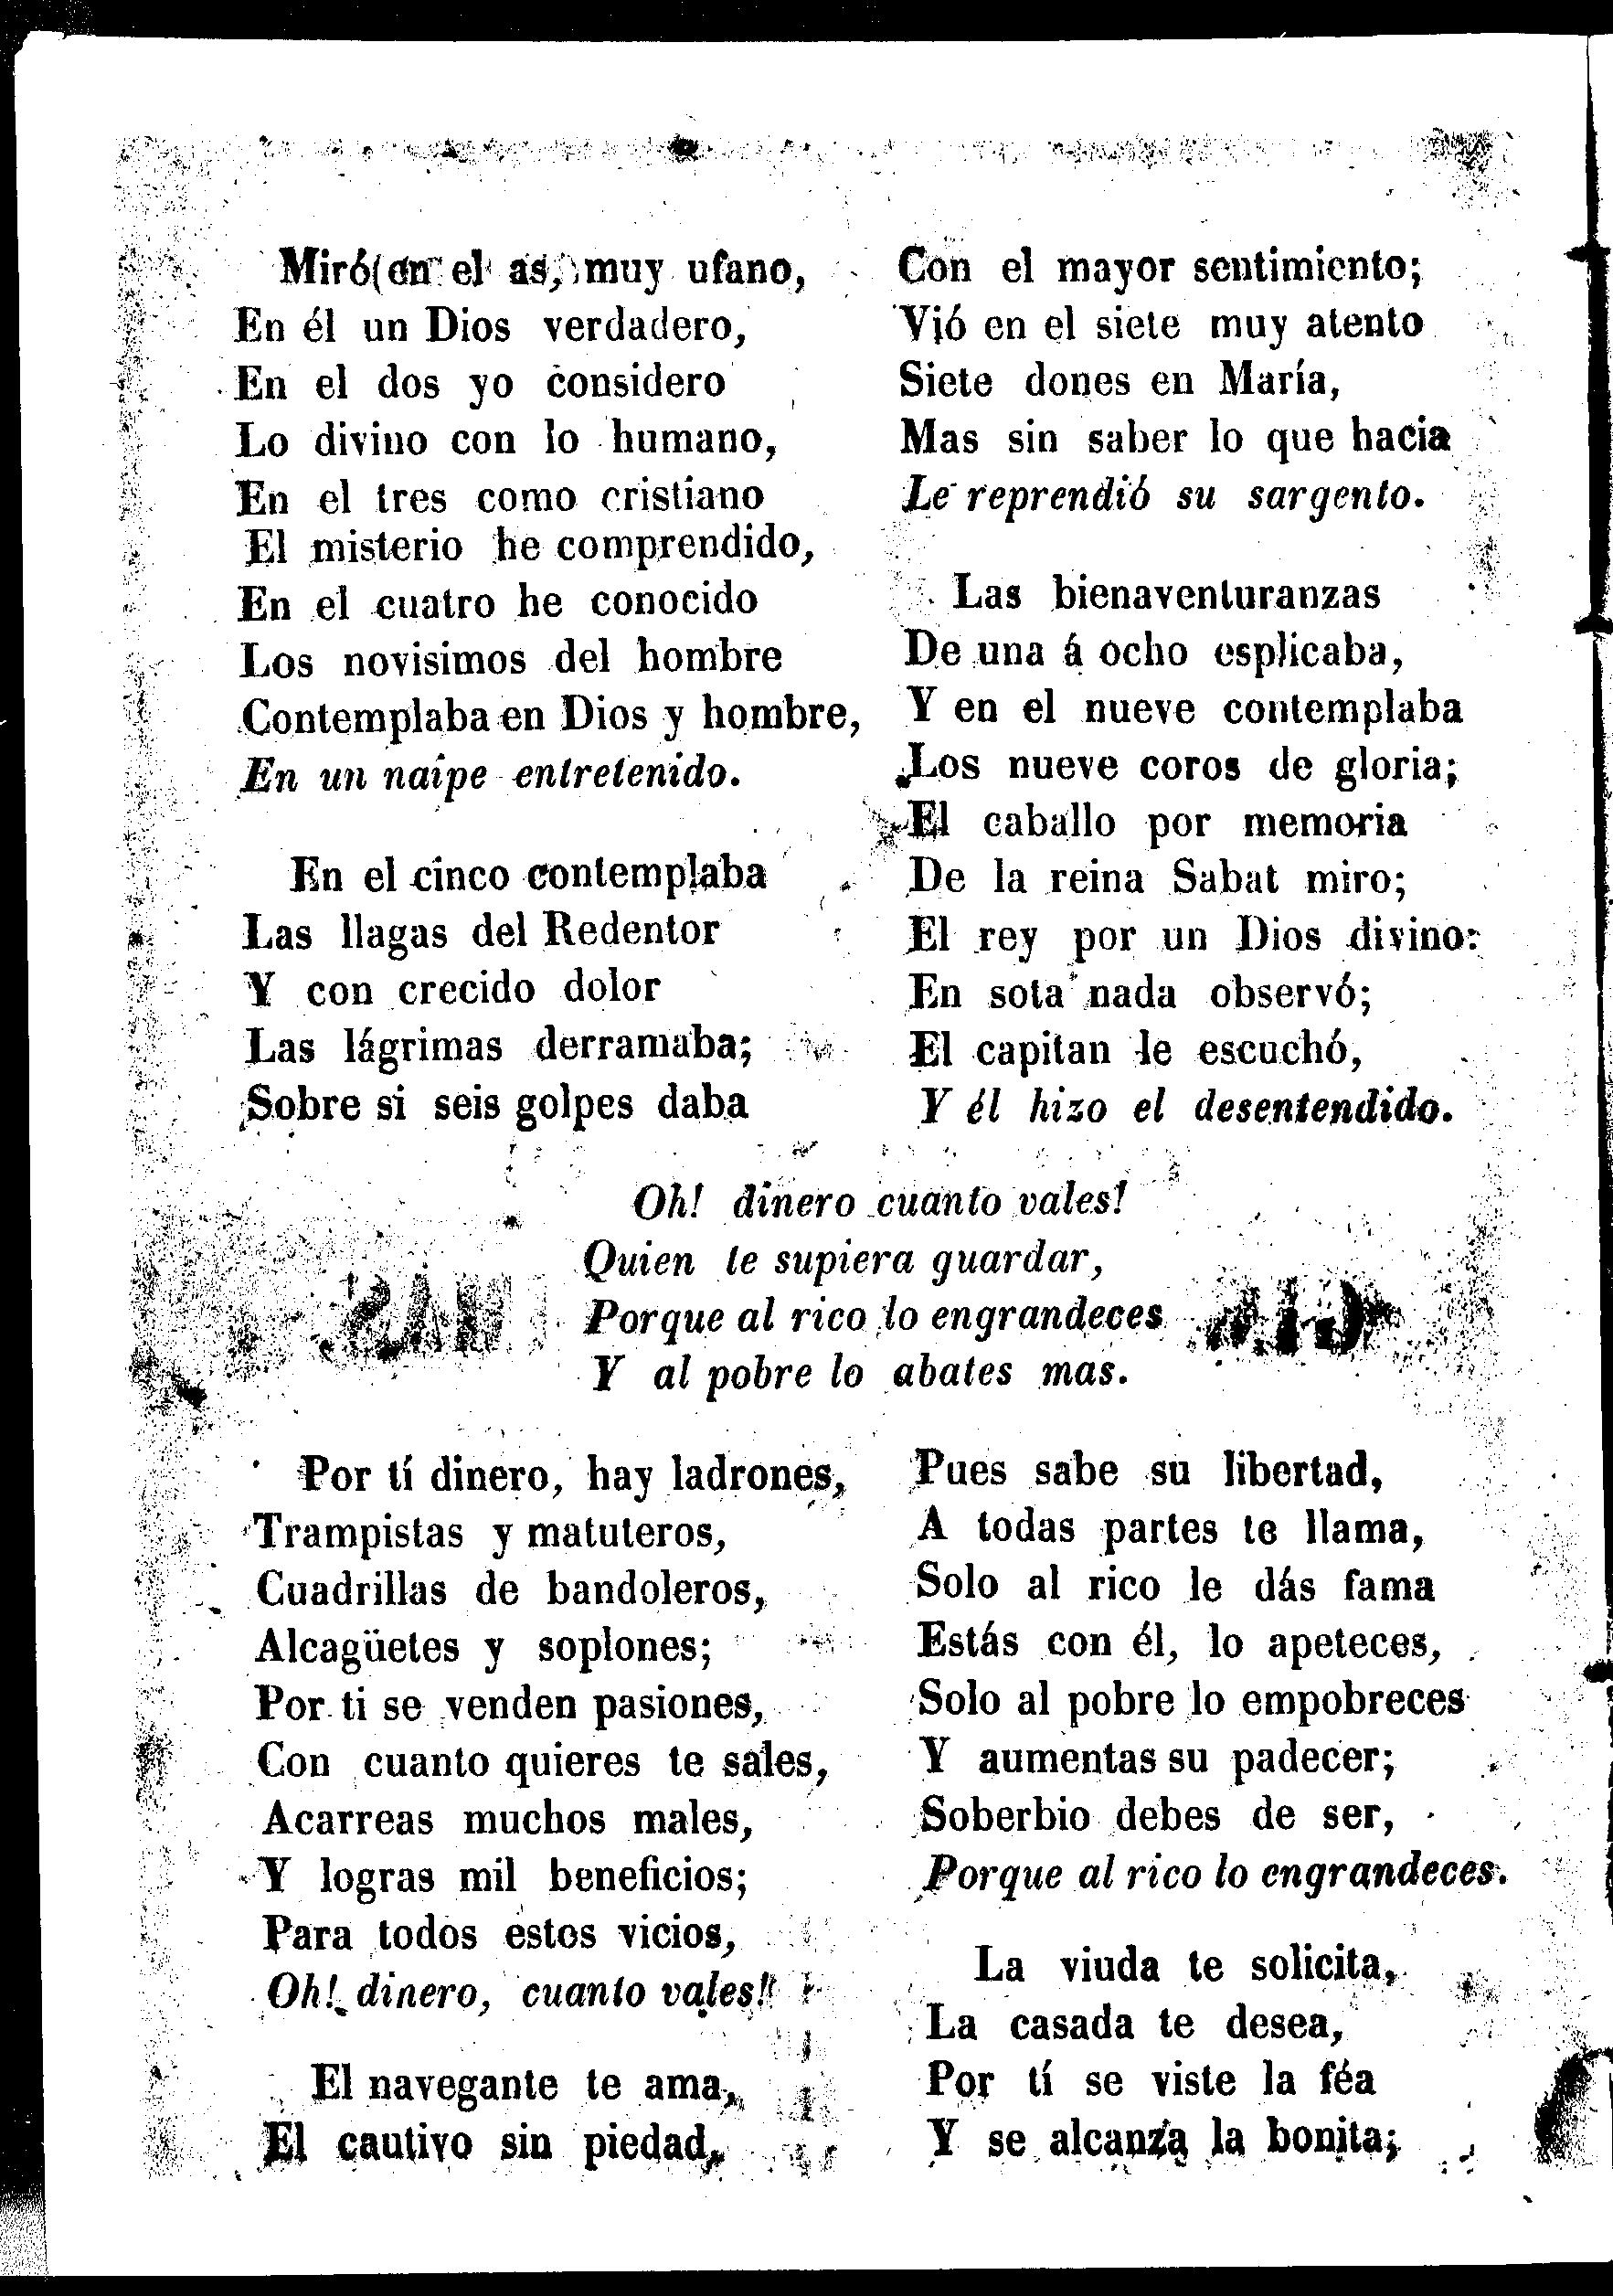 Miró en el as, muy ufano,
En él un Dios verdadero,
En el dos yo considero
Lo divino con lo humano,
En el tres como cristiano
El misterio he comprendido,
En el cuatro he conocido
Los novisimos del hombre
Contemplaba en Dios y hombre,
En un naipe entretenido.
En el cinco contemplaba
Las llagas del Redentor
Y con crecido dolor
Las lágrimas derramaba;
Sobre si seis golpes daba
Con el mayor sentimiento;
Vió en el siete muy atento
Siete dones en María,
Mas sin saber lo que hacia
Le reprendió su sargento.
Las bienaventuranzas
De una á ocho esplicaba,
Y en el nueve contemplaba
Los nueve coros de gloria;
El caballo por memoria
De la reina Sabat miro;
El rey por un Dios divino:
En sota nada observó;
El capitan le escuchó,
Y él hizo el desentendido.
Oh! dinero cuanto vales!
Quien te supiera guardar,
Porque al rico lo engrandeces
Y al pobre lo abates mas.
Por tí dinero, hay ladrones,
Trampistas y matuteros,
Cuadrillas de bandoleros,
Alcagüetes y soplones;
Por ti se venden pasiones,
Con cuanto quieres te sales,
Acarreas muchos males,
Y logras mil beneficios;
Para todos estos vicios,
Oh! dinero, cuanto vales!
El navegante te ama,
El cautivo sin piedad,
Pues sabe su libertad,
A todas partes te llama,
Solo al rico le dás fama
Estás con él, lo apeteces,
Solo al pobre lo empobreces
Y aumentas su padecer;
Soberbio debes de ser,
Porque al rico lo engrandeces.
La viuda te solicita,
La casada te desea,
Por tí se viste la féa
Y se alcanza la bonita;